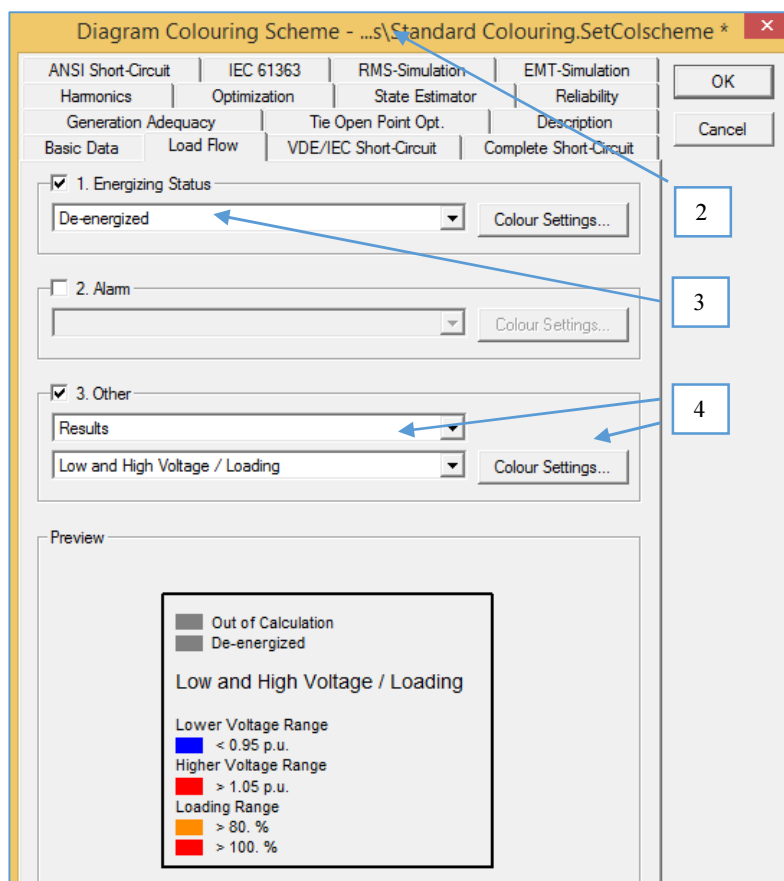 Diagram Colouring Scheme - ...s\Standard Colouring.SetColscheme *
ANSI Short-Circuit IEC 61363 RMS-Simulation EMT-Simulation
OK
Harmonics Optimization State Estimator Reliability
Generation Adequacy Tie Open Point Opt. Description
Cancel
Basic Data Load Flow VDE/IEC Short-Circuit Complete Short-Circuit
1. Energizing Status
De-energized Colour Settings...
2
2. Alarm
3
Colour Settings...
3. Other
4
Results
Low and High Voltage / Loading Colour Settings...
Preview
Out of Calculation
De-energized
Low and High Voltage / Loading
Lower Voltage Range
< 0.95 p.u.
Higher Voltage Range
> 1.05 p.u.
Loading Range
> 80. %
> 100. %